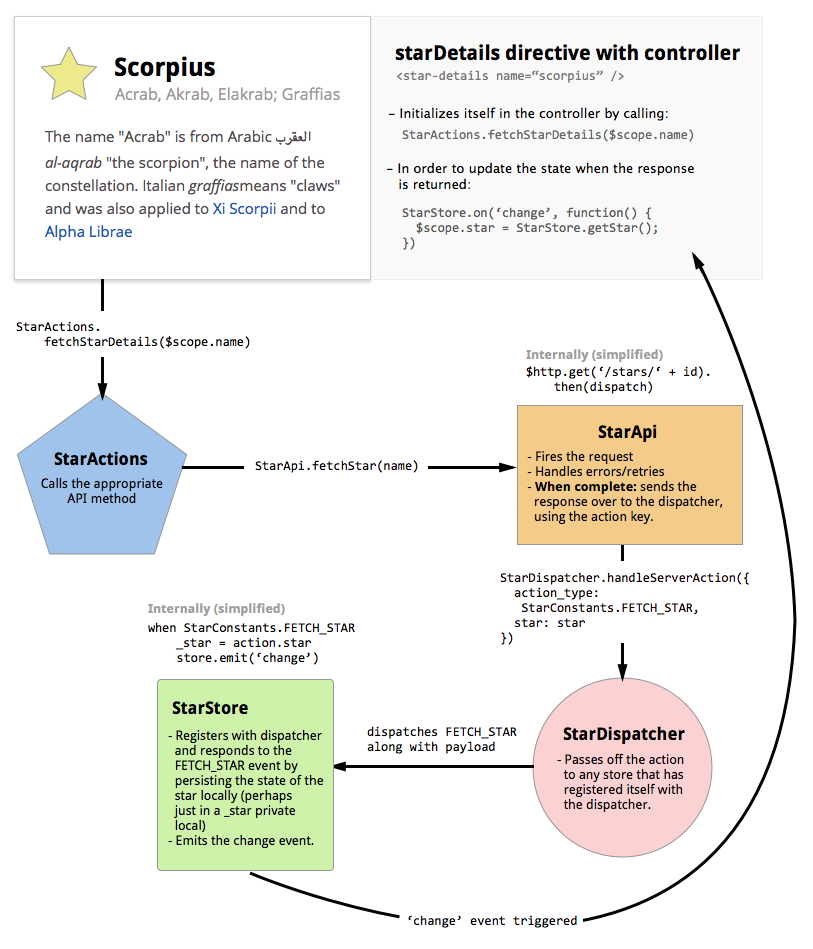 Scorpius
Acrab, Akrab, Elakrab; Graffias
The name "Acrab" is from Arabic العقرب
al-aqrab "the scorpion", the name of the
constellation. Italian graffiasmeans "claws"
and was also applied to Xi Scorpii and to
Alpha Librae
starDetails directive with controller
<star-details name=“scorpius” />
– Initializes itself in the controller by calling:
StarActions.fetchStarDetails($scope.name)
– In order to update the state when the response
is returned:
StarStore.on(‘change’, function() {
$scope.star = StarStore.getStar();
})
StarActions.
fetchStarDetails($scope.name)
StarActions
Calls the appropriate
API method
StarApi.fetchStar(name)
Internally (simplified)
$http.get(‘/stars/‘ + id).
then(dispatch)
StarApi
- Fires the request
- Handles errors/retries
- When complete: sends the
response over to the dispatcher,
using the action key.
StarDispatcher.handleServerAction({
action_type:
StarConstants.FETCH_STAR,
star: star
})
StarDispatcher
- Passes off the action
to any store that has
registered itself with
the dispatcher.
dispatches FETCH_STAR
along with payload
Internally (simplified)
when StarConstants.FETCH_STAR
_star = action.star
store.emit(‘change’)
StarStore
- Registers with dispatcher
and responds to the
FETCH_STAR event by
persisting the state of the
star locally (perhaps
just in a _star private
local)
- Emits the change event.
‘change’ event triggered